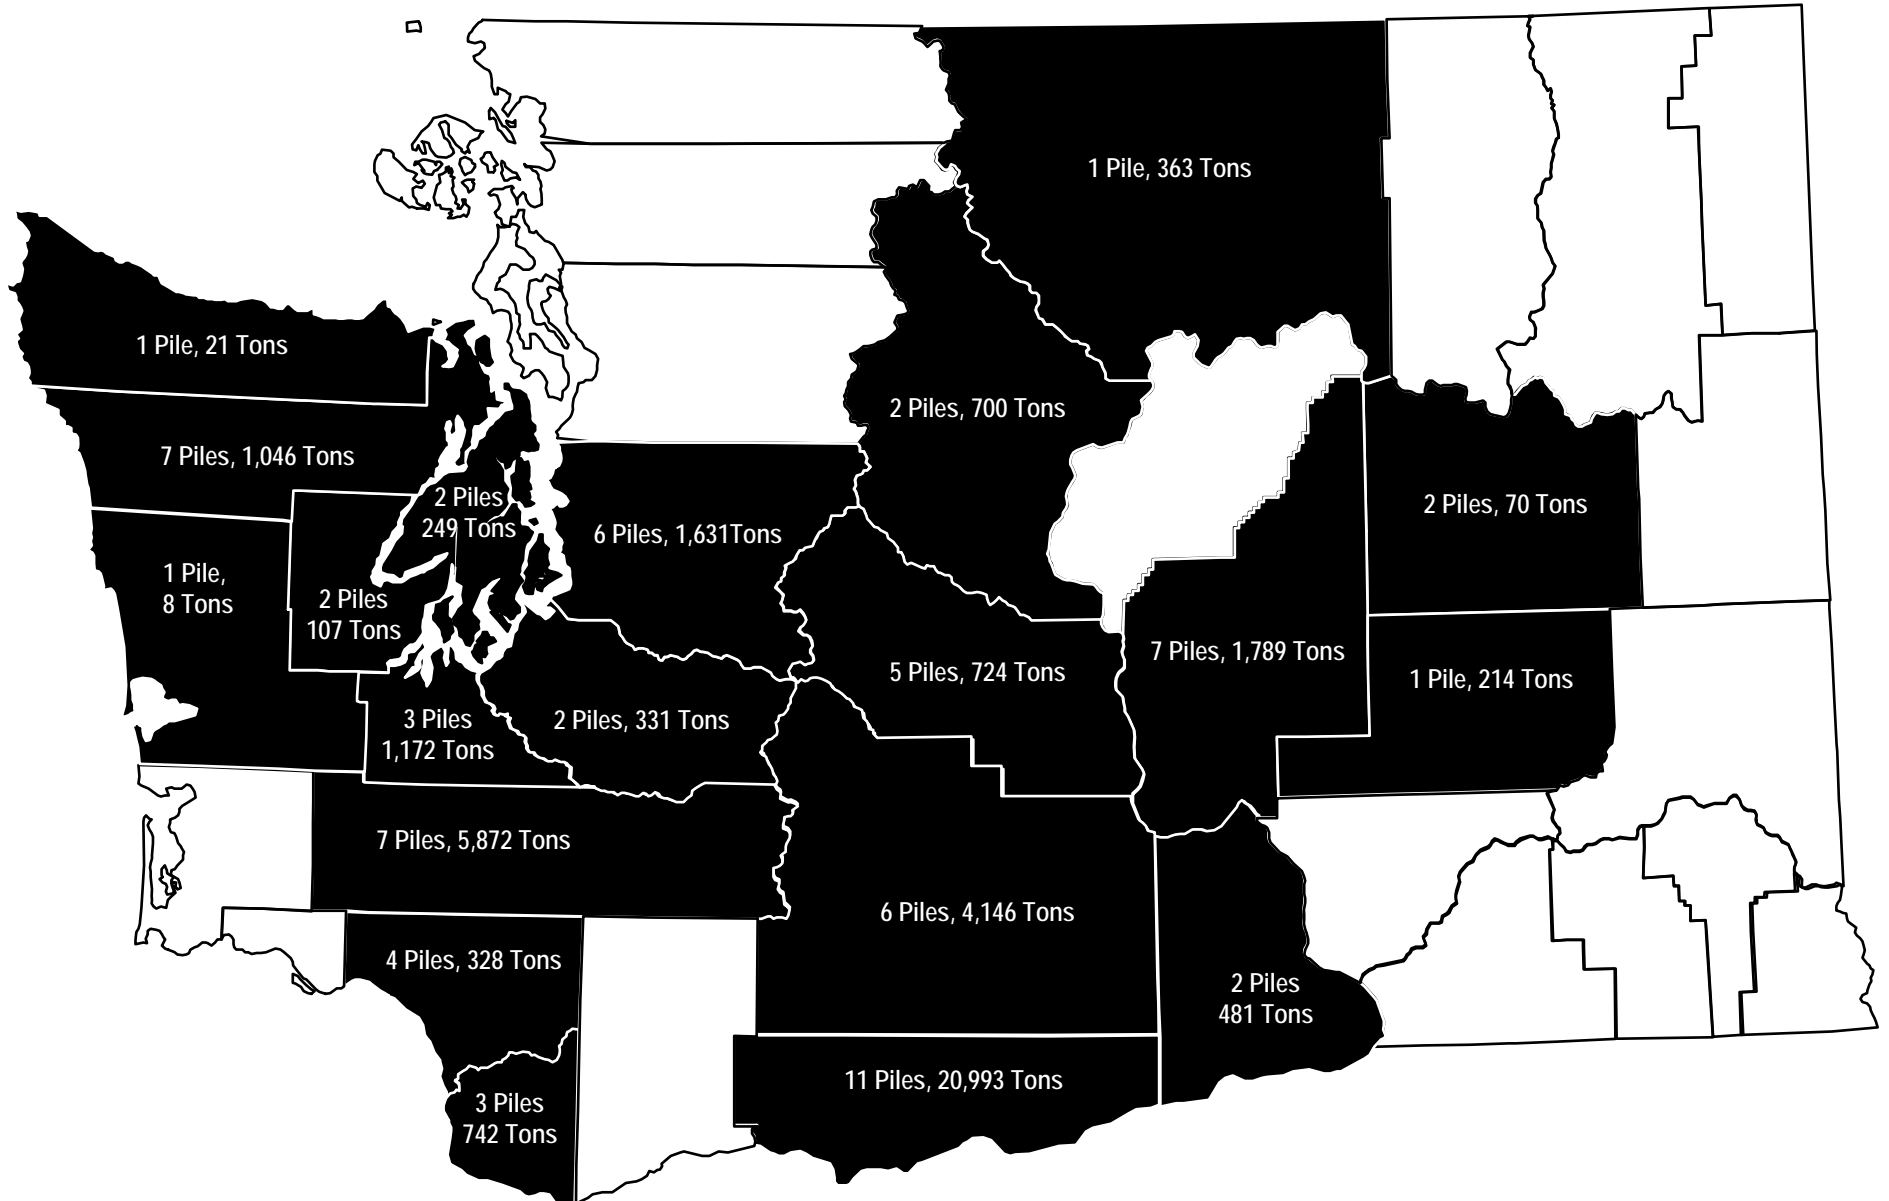 1 Pile, 363 Tons
1 Pile, 21 Tons
2 Piles, 700 Tons
7 Piles, 1,046 Tons
2 Piles
249 Tons
6 Piles, 1,631Tons
2 Piles, 70 Tons
1 Pile,
8 Tons
2 Piles
107 Tons
5 Piles, 724 Tons
7 Piles, 1,789 Tons
1 Pile, 214 Tons
3 Piles
1,172 Tons
2 Piles, 331 Tons
7 Piles, 5,872 Tons
6 Piles, 4,146 Tons
4 Piles, 328 Tons
2 Piles
481 Tons
11 Piles, 20,993 Tons
3 Piles
742 Tons